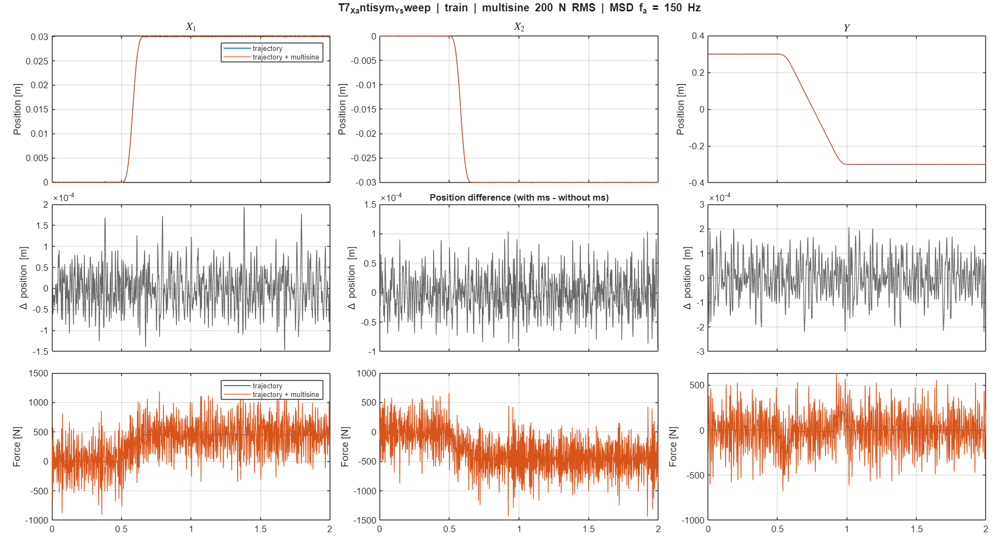 T7Xantisym Ysweep | train | multisine 200 N RMS | MSD fa = 150 Hz
X1
X2
Y
0.03
0.025
0.02
0.015
0.01
0.005
0
Position [m]
trajectory
trajectory + multisine
0
-0.005
-0.01
-0.015
-0.02
-0.025
-0.03
Position [m]
0.4
0.2
0
-0.2
-0.4
Position [m]
×10-4
2
1.5
1
0.5
0
-0.5
-1
-1.5
Δ position [m]
Position difference (with ms - without ms)
×10-4
1.5
1
0.5
0
-0.5
-1
Δ position [m]
×10-4
3
2
1
0
-1
-2
-3
Δ position [m]
1500
1000
500
0
-500
-1000
Force [N]
trajectory
trajectory + multisine
0 0.5 1 1.5 2
1000
500
0
-500
-1000
-1500
Force [N]
0 0.5 1 1.5 2
500
0
-500
-1000
Force [N]
0 0.5 1 1.5 2